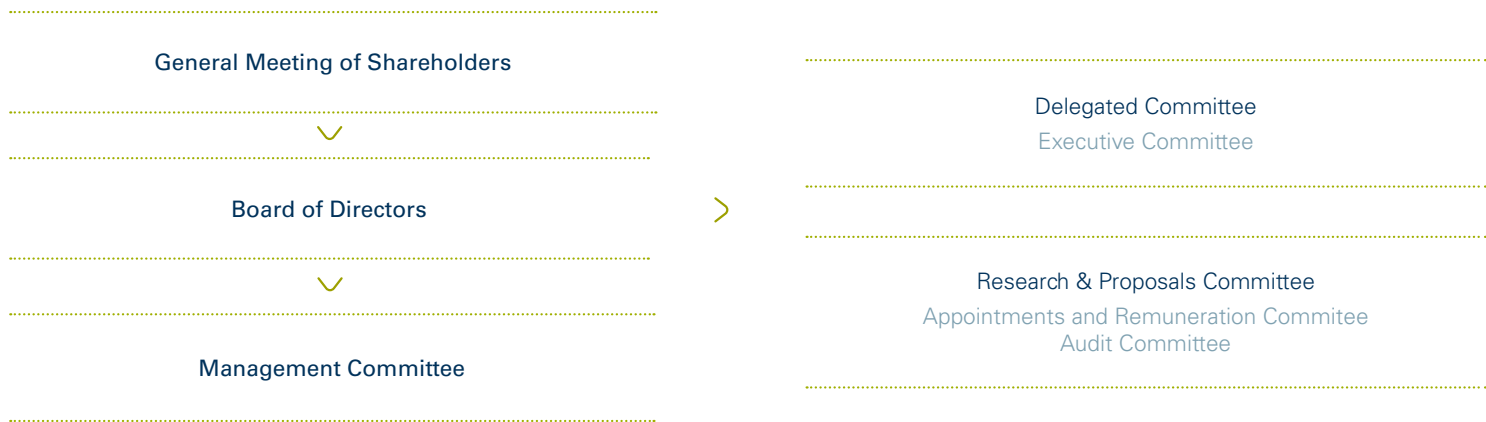 General Meeting of Shareholders
Board of Directors
Management Committee
Delegated Committee
Executive Committee
Research & Proposals Committee
Appointments and Remuneration Commitee
Audit Committee